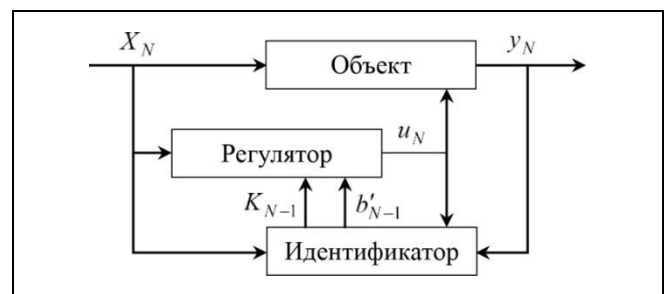 X_N
y_N
Объект
u_N
Регулятор
K_{N-1}
b'_{N-1}
Идентификатор